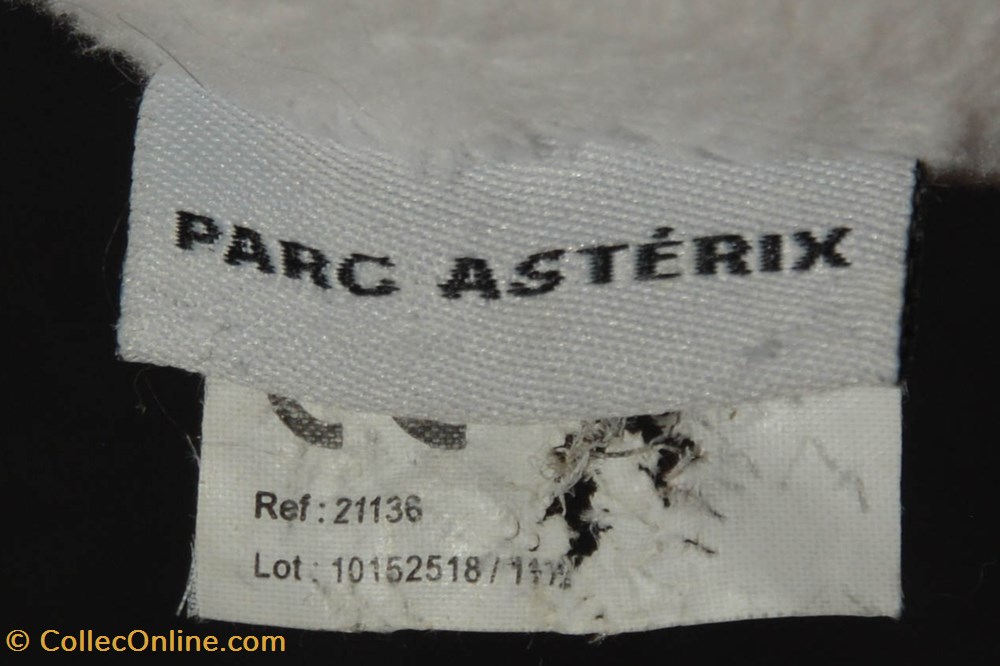 PARC ASTÉRIX
Ref : 21136
Lot : 10152518 /
© CollecOnline.com